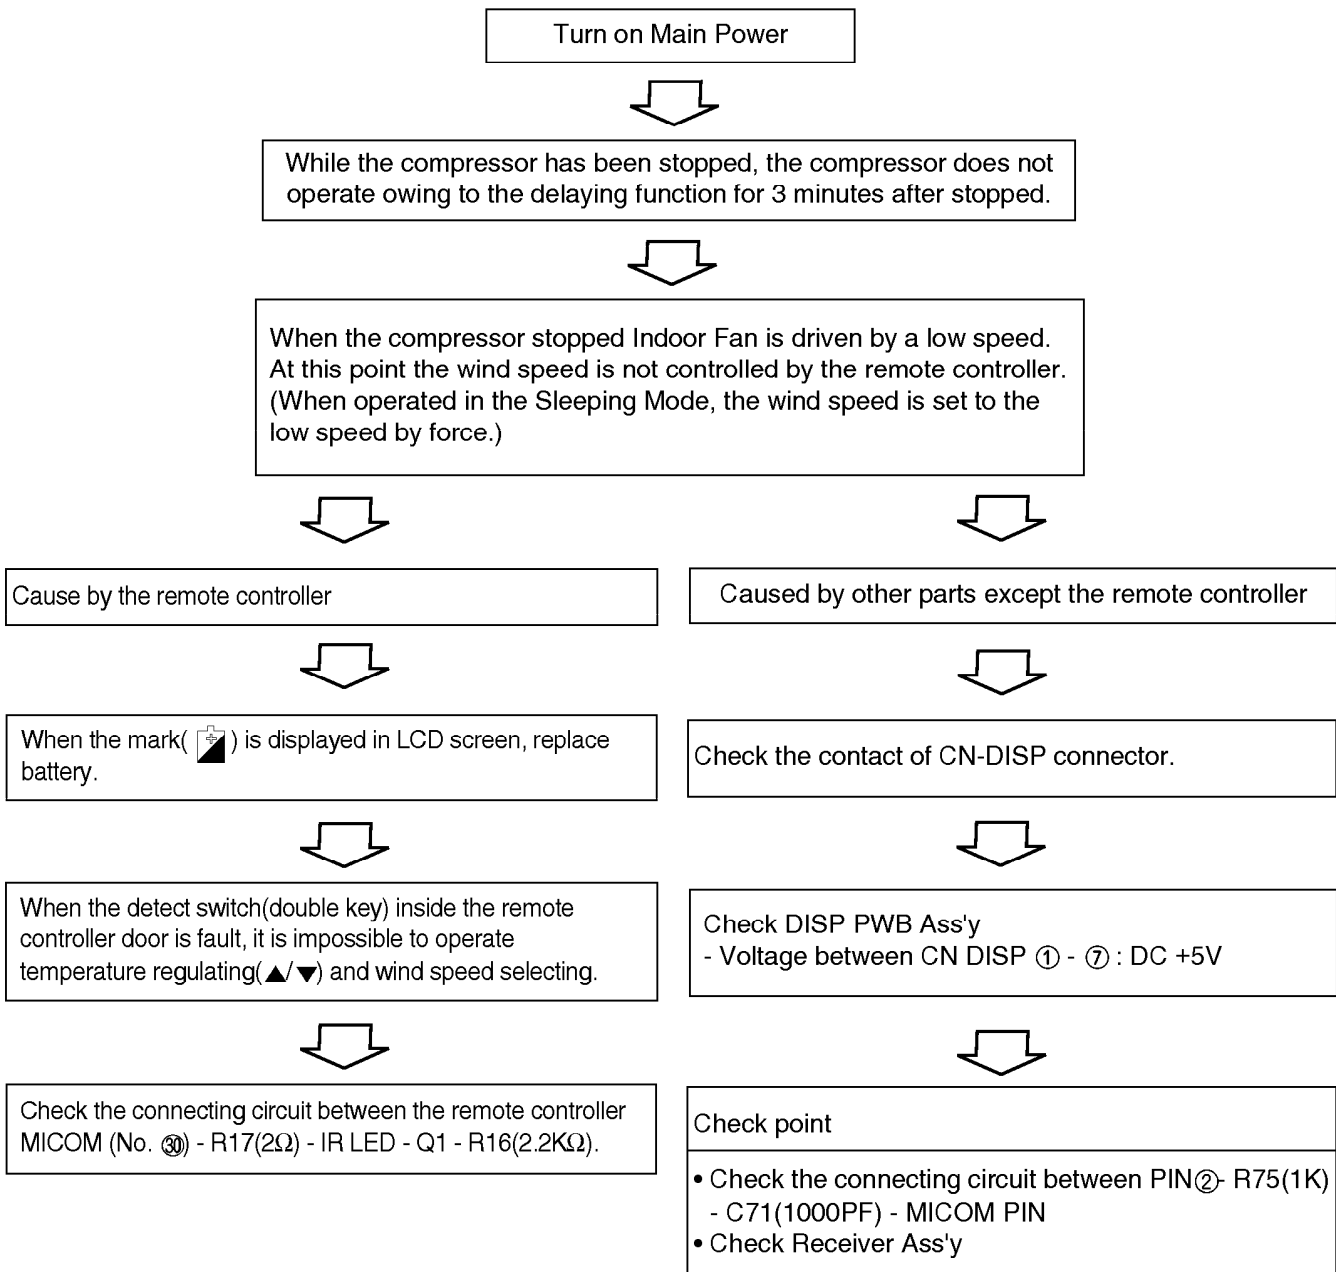 Turn on Main Power
While the compressor has been stopped, the compressor does not
operate owing to the delaying function for 3 minutes after stopped.
When the compressor stopped Indoor Fan is driven by a low speed.
At this point the wind speed is not controlled by the remote controller.
(When operated in the Sleeping Mode, the wind speed is set to the
low speed by force.)
Cause by the remote controller
When the mark( ) is displayed in LCD screen, replace
battery.
When the detect switch(double key) inside the remote
controller door is fault, it is impossible to operate
temperature regulating(▲/▼) and wind speed selecting.
Check the connecting circuit between the remote controller
MICOM (No. ㉚) - R17(2Ω) - IR LED - Q1 - R16(2.2KΩ).
Caused by other parts except the remote controller
Check the contact of CN-DISP connector.
Check DISP PWB Ass'y
- Voltage between CN DISP ① - ⑦ : DC +5V
Check point
• Check the connecting circuit between PIN②- R75(1K)
- C71(1000PF) - MICOM PIN
• Check Receiver Ass'y